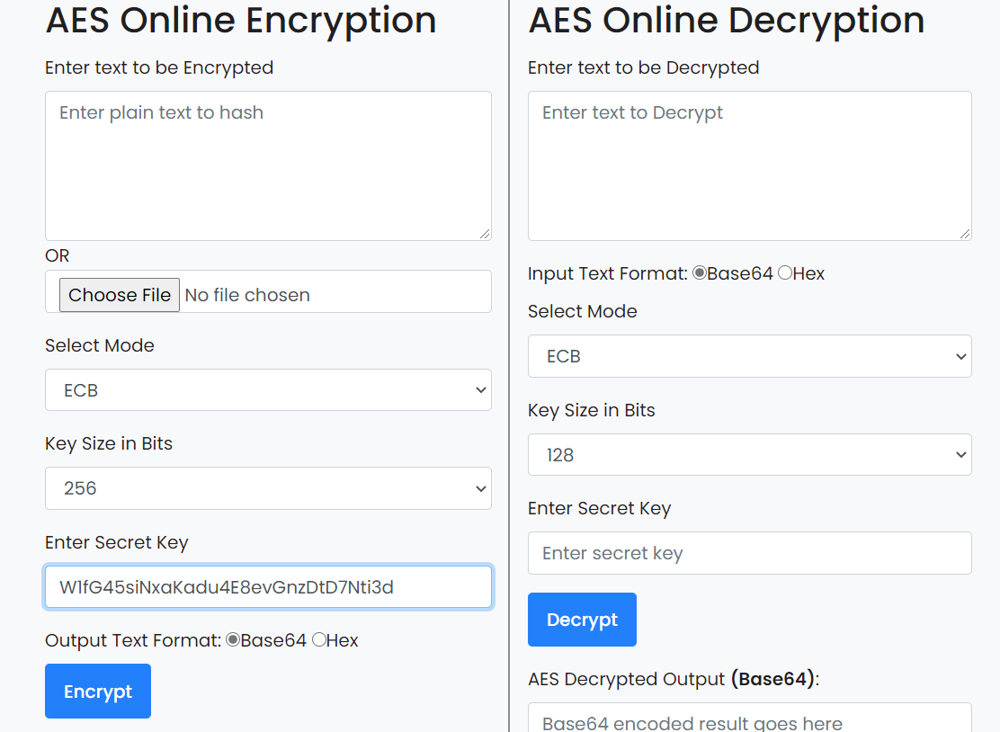 AES Online Encryption
Enter text to be Encrypted
Enter plain text to hash
OR
Choose File No file chosen
Select Mode
ECB
Key Size in Bits
256
Enter Secret Key
W1fG45siNxaKadu4E8evGnzDtD7Nti3d
Output Text Format: Base64 Hex
Encrypt
AES Online Decryption
Enter text to be Decrypted
Enter text to Decrypt
Input Text Format: Base64 Hex
Select Mode
ECB
Key Size in Bits
128
Enter Secret Key
Enter secret key
Decrypt
AES Decrypted Output (Base64):
Base64 encoded result goes here